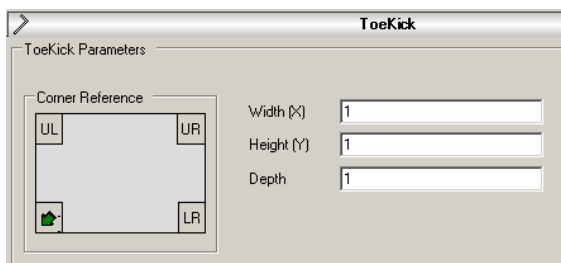 ToeKick
ToeKick Parameters
Corner Reference
UL
UR
LR
Width (X)
1
Height (Y)
1
Depth
1